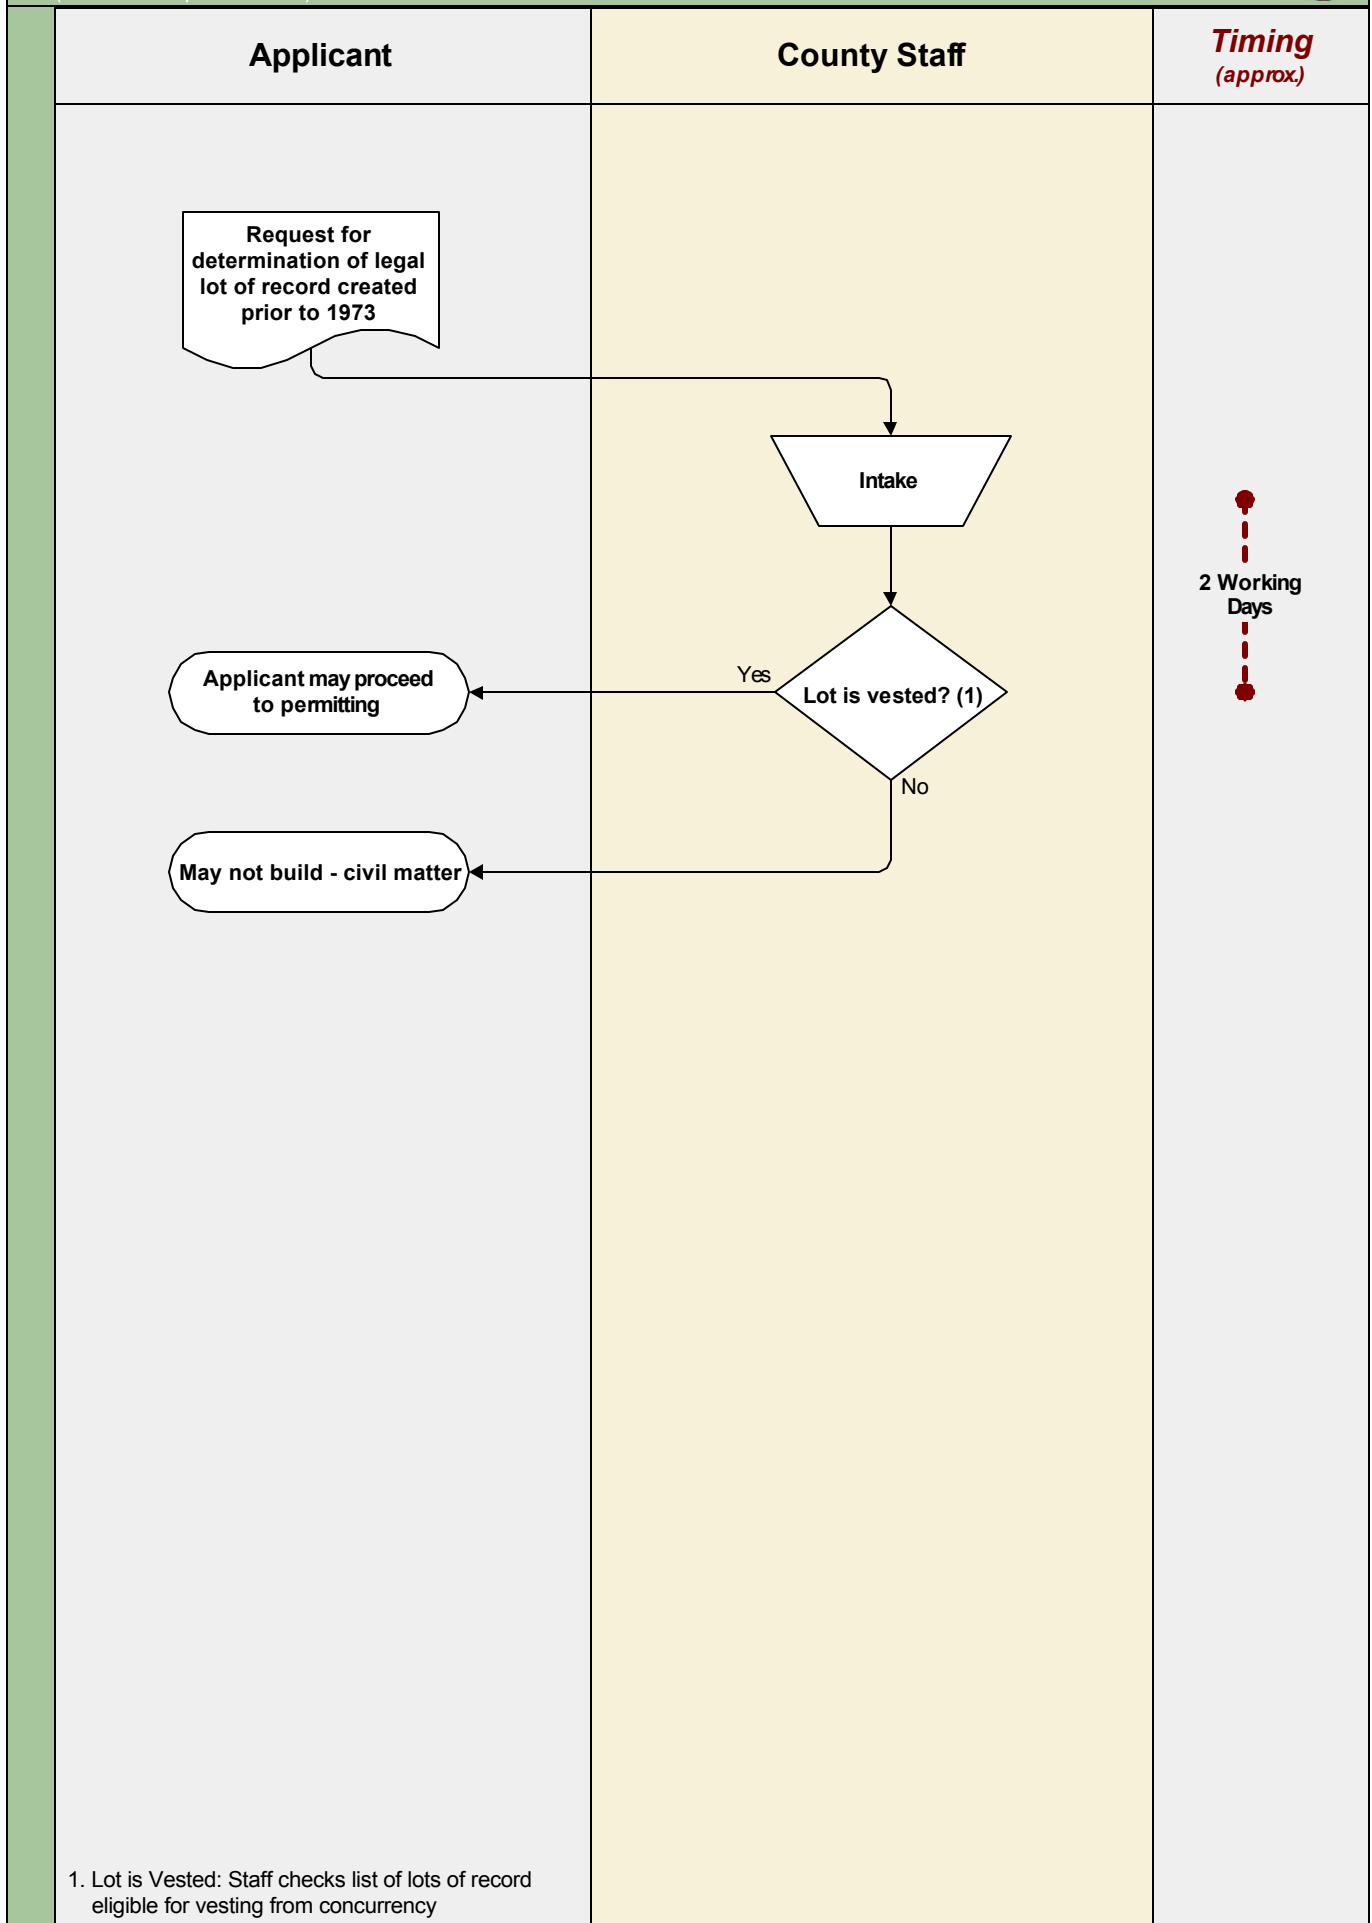 Applicant
County Staff
Timing
(approx.)
Request for
determination of legal
lot of record created
prior to 1973
Intake
2 Working
Days
Applicant may proceed
to permitting
Yes
Lot is vested? (1)
No
May not build - civil matter
1. Lot is Vested: Staff checks list of lots of record
eligible for vesting from concurrency